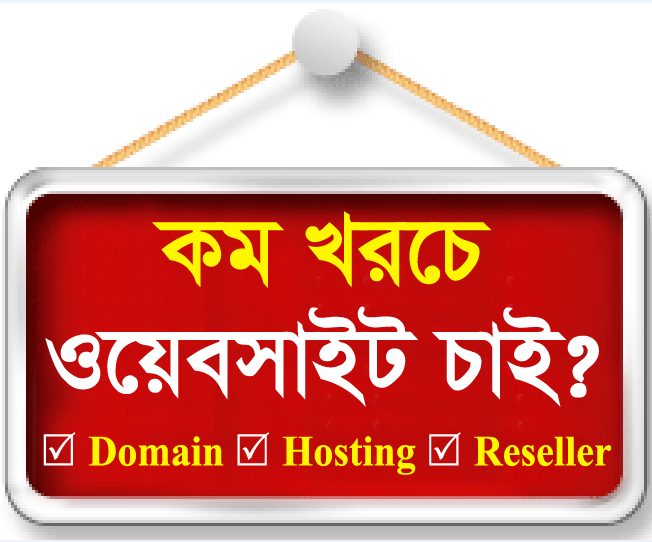 কম খরচে
ওয়েবসাইট চাই?
☑ Domain ☑ Hosting ☑ Reseller